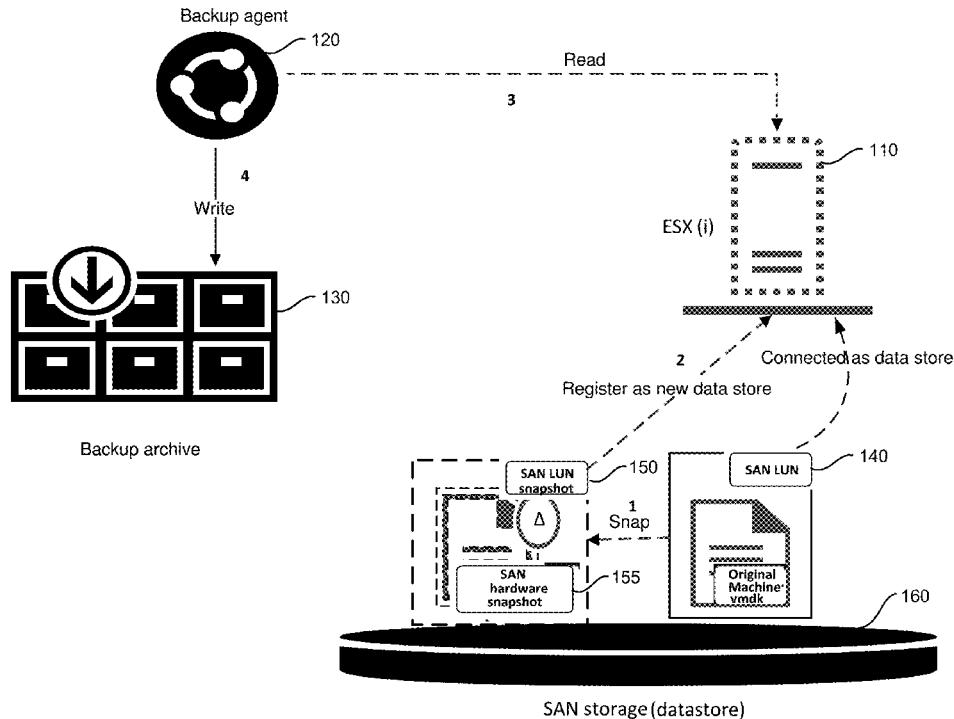 Backup agent
120
Read
3
110
4
Write
ESX (i)
130
2
Connected as data store
Register as new data store
Backup archive
SAN LUN
snapshot
150
SAN LUN
140
1
Snap
Δ
SAN
hardware
snapshot
155
Original
Machine·
vmdk
160
SAN storage (datastore)